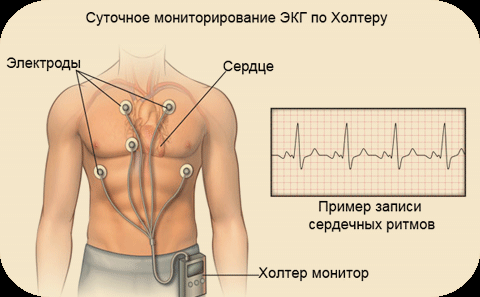 Суточное мониторирование ЭКГ по Холтеру
Электроды
Сердце
Пример записи
сердечных ритмов
Холтер монитор